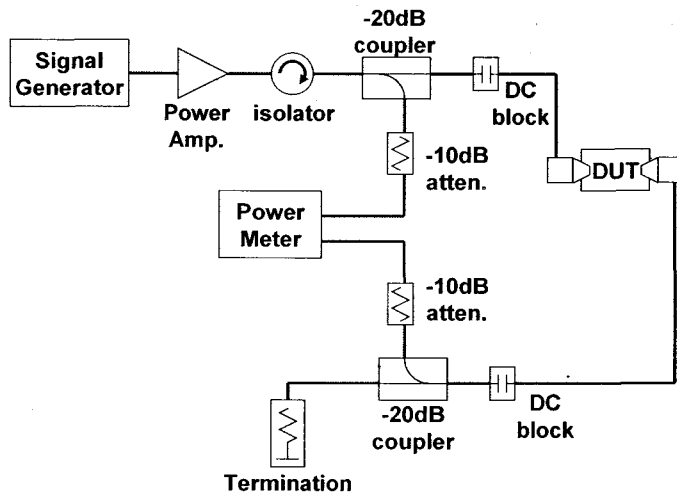 -20dB
coupler
Signal
Generator
Power
Amp.
isolator
DC
block
-10dB
atten.
DUT
Power
Meter
-10dB
atten.
-20dB
coupler
DC
block
Termination